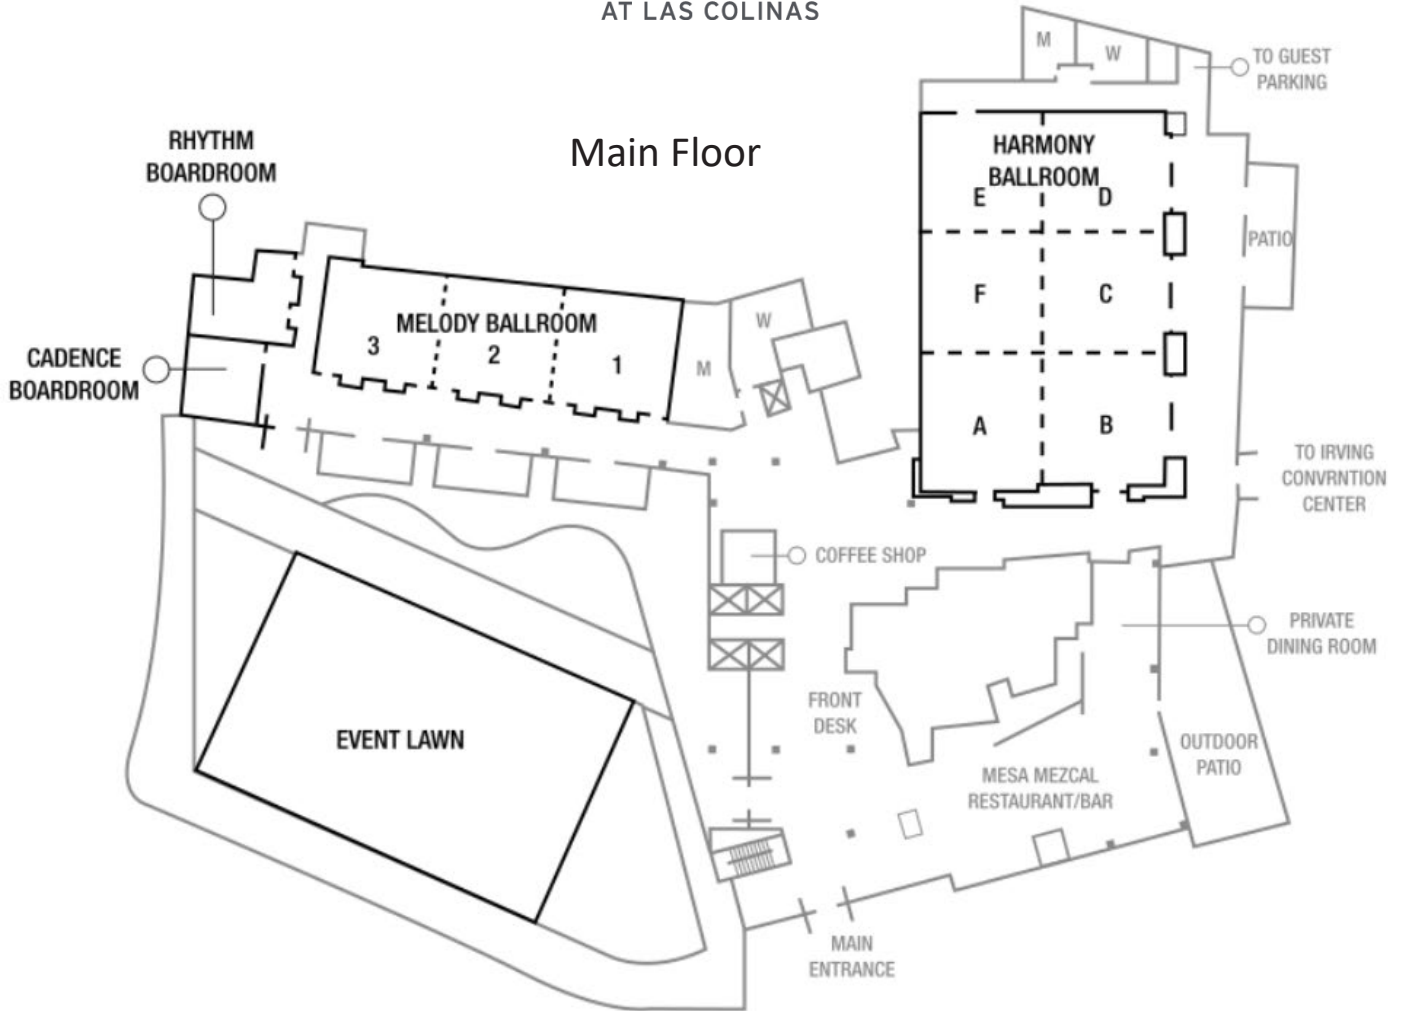 AT LAS COLINAS
M
W
TO GUEST
PARKING
Main Floor
RHYTHM
BOARDROOM
HARMONY
BALLROOM
E
D
PATIO
F
C
MELODY BALLROOM
3
2
1
W
M
CADENCE
BOARDROOM
A
B
TO IRVING
CONVRNTION
CENTER
COFFEE SHOP
PRIVATE
DINING ROOM
FRONT
DESK
EVENT LAWN
OUTDOOR
PATIO
MESA MEZCAL
RESTAURANT/BAR
MAIN
ENTRANCE